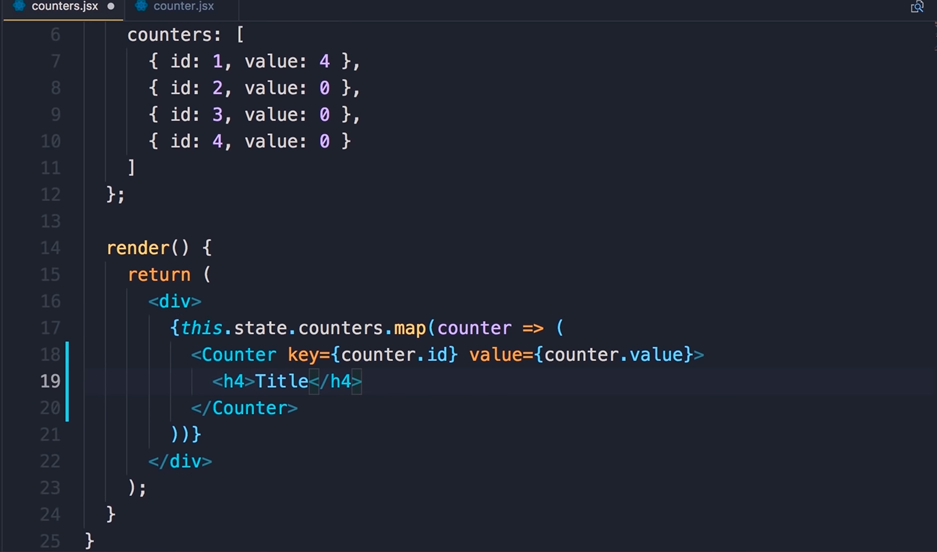 counters.jsx ● counter.jsx
6 counters: [
7 { id: 1, value: 4 },
8 { id: 2, value: 0 },
9 { id: 3, value: 0 },
10 { id: 4, value: 0 }
11 ]
12 };
13
14 render() {
15 return (
16 <div>
17 {this.state.counters.map(counter => (
18 <Counter key={counter.id} value={counter.value}>
19 <h4>Title</h4>
20 </Counter>
21 ))}
22 </div>
23 );
24 }
25 }